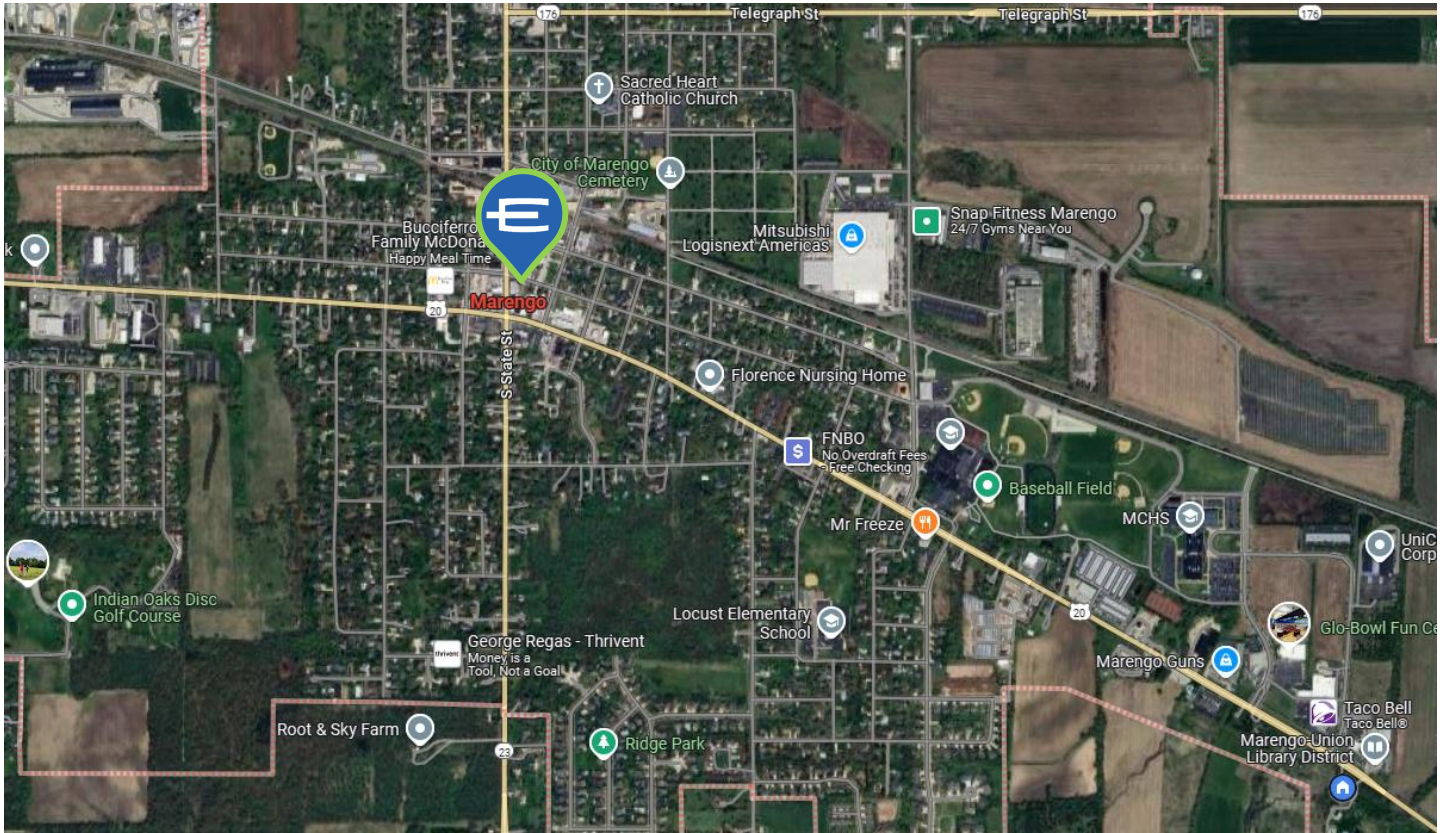 176
Telegraph St
Telegraph St
176
Sacred Heart
Catholic Church
City of Marengo
Cemetery
Bucciferro
Family McDona
Happy Meal Time
k
Mitsubishi
Logisnext Americas
Snap Fitness Marengo
24/7 Gyms Near You
Marengo
20
S State St
Florence Nursing Home
$
FNBO
No Overdraft Fees
- Free Checking
Baseball Field
Mr Freeze
MCHS
UniC
Corp
Indian Oaks Disc
Golf Course
Locust Elementary
School
20
Glo-Bowl Fun Ce
thrivent
George Regas - Thrivent
Money is a
Tool, Not a Goal
Marengo Guns
Root & Sky Farm
23
Ridge Park
Taco Bell
Taco Bell®
Marengo-Union
Library District